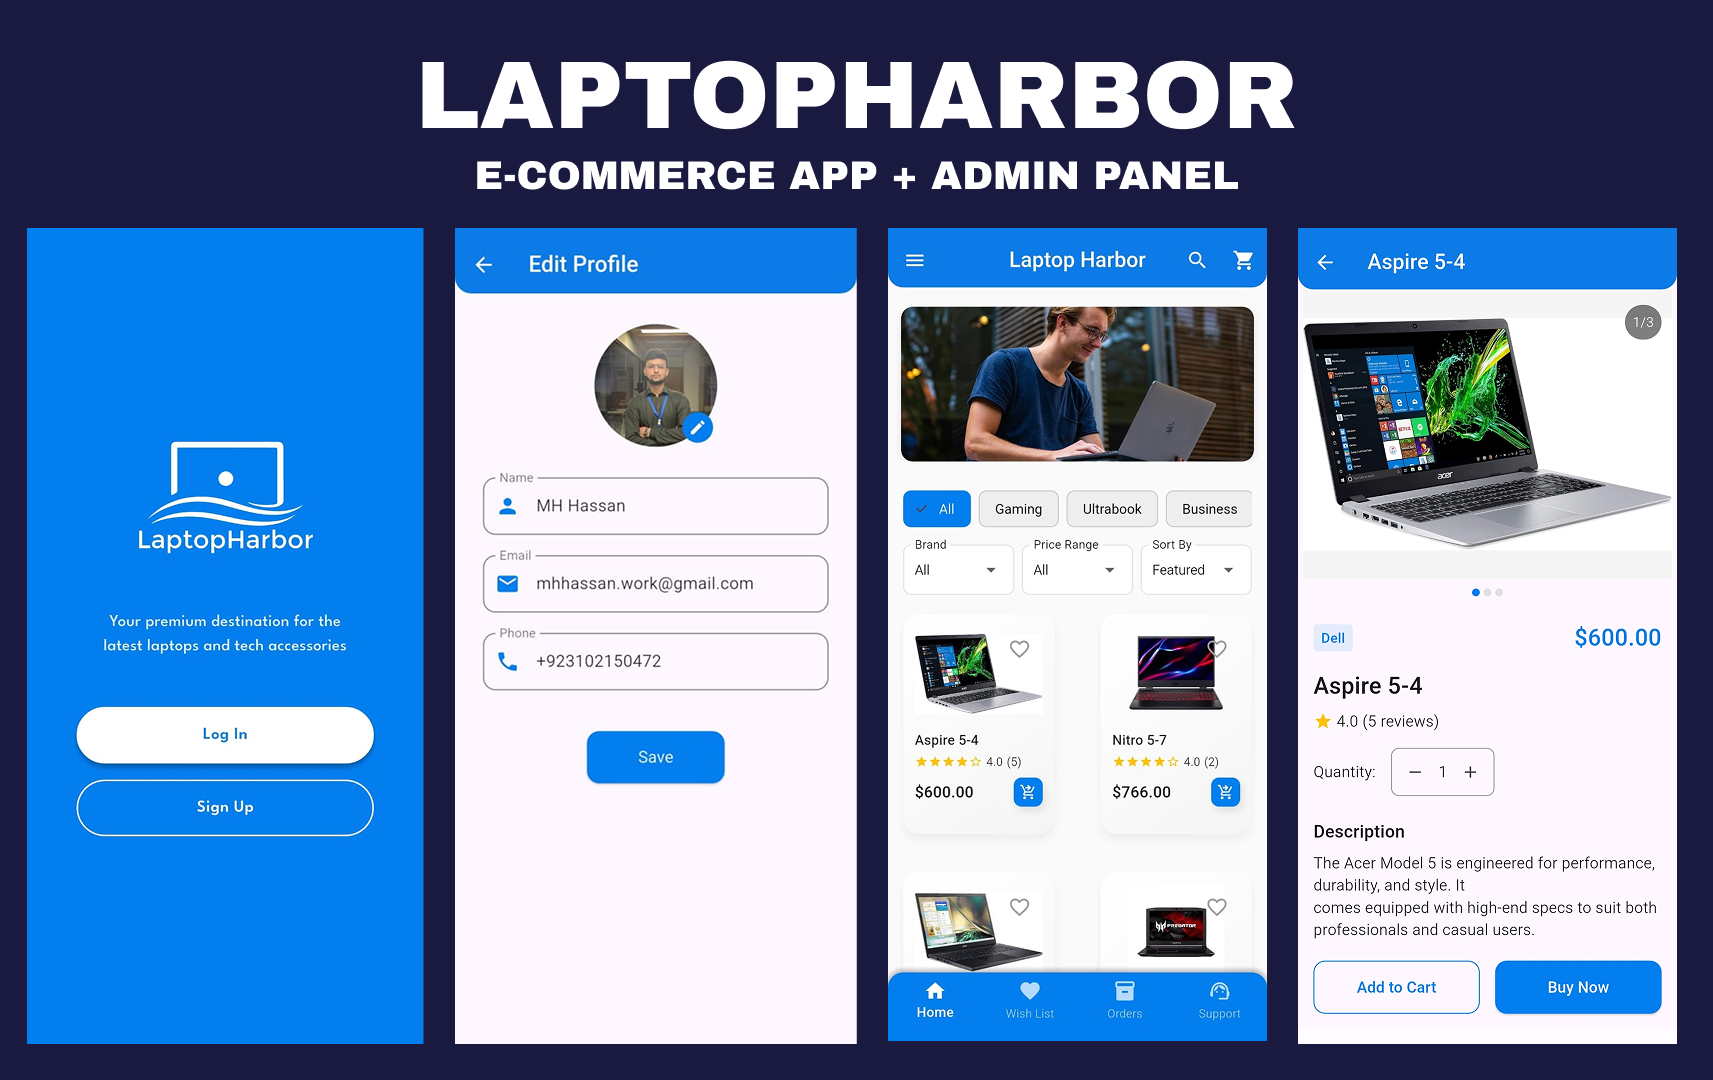 LAPTOPHARBOR
E-COMMERCE APP + ADMIN PANEL
LaptopHarbor
Your premium destination for the
latest laptops and tech accessories
Log In
Sign Up
Edit Profile
Name
MH Hassan
Email
mhhassan.work@gmail.com
Phone
+923102150472
Save
Laptop Harbor
All
Gaming
Ultrabook
Business
Brand
Price Range
Sort By
All
All
Featured
Aspire 5-4
4.0 (5)
$600.00
Nitro 5-7
4.0 (2)
$766.00
PREDATOR
Home
Wish List
Orders
Support
Aspire 5-4
1/3
acer
Dell
$600.00
Aspire 5-4
4.0 (5 reviews)
Quantity:
1
Description
The Acer Model 5 is engineered for performance,
durability, and style. It
comes equipped with high-end specs to suit both
professionals and casual users.
Add to Cart
Buy Now